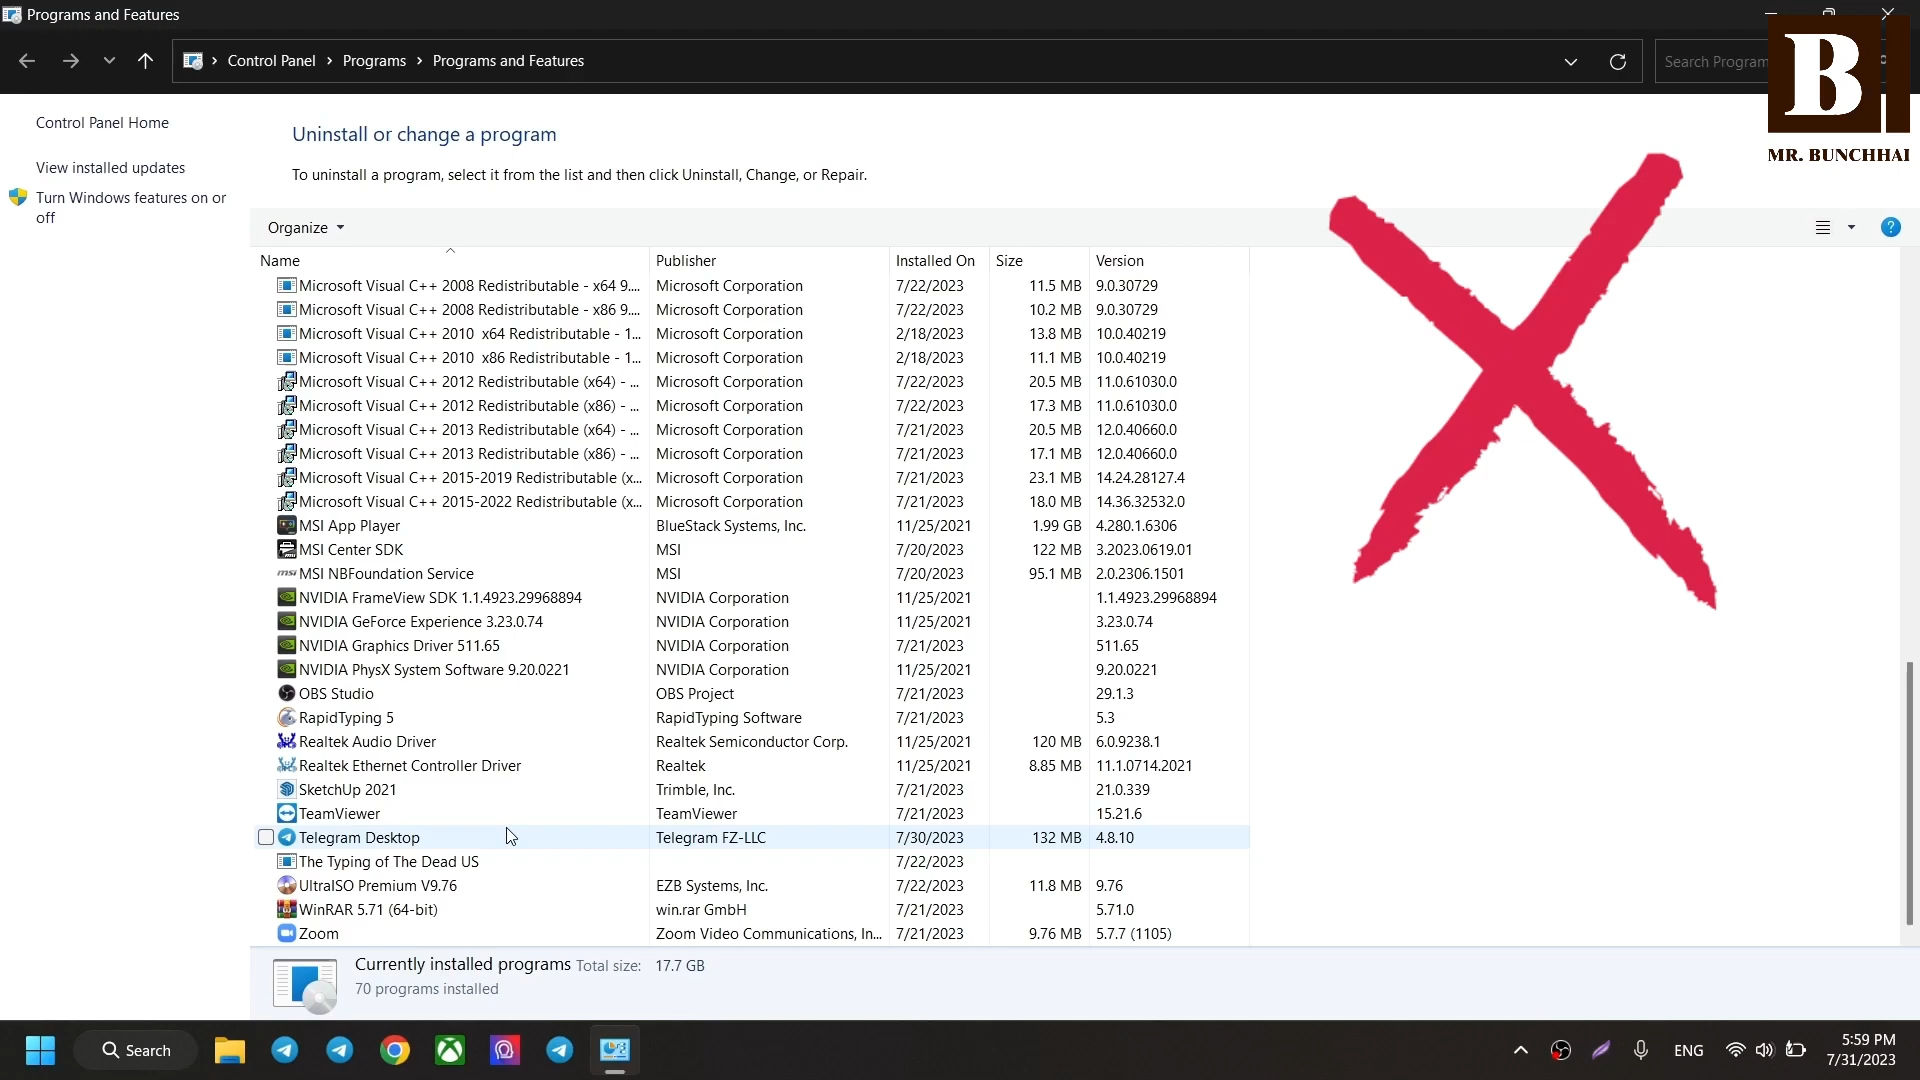 Programs and Features
Control Panel > Programs > Programs and Features
Search Program
B
MR. BUNCHHAI
Control Panel Home
View installed updates
Turn Windows features on or
off
Uninstall or change a program
To uninstall a program, select it from the list and then click Uninstall, Change, or Repair.
Organize
Name Publisher Installed On Size Version
Microsoft Visual C++ 2008 Redistributable - x64 9.... Microsoft Corporation 7/22/2023 11.5 MB 9.0.30729
Microsoft Visual C++ 2008 Redistributable - x86 9.... Microsoft Corporation 7/22/2023 10.2 MB 9.0.30729
Microsoft Visual C++ 2010 x64 Redistributable - 1... Microsoft Corporation 2/18/2023 13.8 MB 10.0.40219
Microsoft Visual C++ 2010 x86 Redistributable - 1... Microsoft Corporation 2/18/2023 11.1 MB 10.0.40219
Microsoft Visual C++ 2012 Redistributable (x64) - ... Microsoft Corporation 7/22/2023 20.5 MB 11.0.61030.0
Microsoft Visual C++ 2012 Redistributable (x86) - ... Microsoft Corporation 7/22/2023 17.3 MB 11.0.61030.0
Microsoft Visual C++ 2013 Redistributable (x64) - ... Microsoft Corporation 7/21/2023 20.5 MB 12.0.40660.0
Microsoft Visual C++ 2013 Redistributable (x86) - ... Microsoft Corporation 7/21/2023 17.1 MB 12.0.40660.0
Microsoft Visual C++ 2015-2019 Redistributable (x... Microsoft Corporation 7/21/2023 23.1 MB 14.24.28127.4
Microsoft Visual C++ 2015-2022 Redistributable (x... Microsoft Corporation 7/21/2023 18.0 MB 14.36.32532.0
MSI App Player BlueStack Systems, Inc. 11/25/2021 1.99 GB 4.280.1.6306
MSI Center SDK MSI 7/20/2023 122 MB 3.2023.0619.01
msi MSI NBFoundation Service MSI 7/20/2023 95.1 MB 2.0.2306.1501
NVIDIA FrameView SDK 1.1.4923.29968894 NVIDIA Corporation 11/25/2021 1.1.4923.29968894
NVIDIA GeForce Experience 3.23.0.74 NVIDIA Corporation 11/25/2021 3.23.0.74
NVIDIA Graphics Driver 511.65 NVIDIA Corporation 7/21/2023 511.65
NVIDIA PhysX System Software 9.20.0221 NVIDIA Corporation 11/25/2021 9.20.0221
OBS Studio OBS Project 7/21/2023 29.1.3
RapidTyping 5 RapidTyping Software 7/21/2023 5.3
Realtek Audio Driver Realtek Semiconductor Corp. 11/25/2021 120 MB 6.0.9238.1
Realtek Ethernet Controller Driver Realtek 11/25/2021 8.85 MB 11.1.0714.2021
SketchUp 2021 Trimble, Inc. 7/21/2023 21.0.339
TeamViewer TeamViewer 7/21/2023 15.21.6
Telegram Desktop Telegram FZ-LLC 7/30/2023 132 MB 4.8.10
The Typing of The Dead US 7/22/2023
UltraISO Premium V9.76 EZB Systems, Inc. 7/22/2023 11.8 MB 9.76
WinRAR 5.71 (64-bit) win.rar GmbH 7/21/2023 5.71.0
Zoom Zoom Video Communications, In... 7/21/2023 9.76 MB 5.7.7 (1105)
Currently installed programs Total size: 17.7 GB
70 programs installed
Search
ENG
5:59 PM
7/31/2023